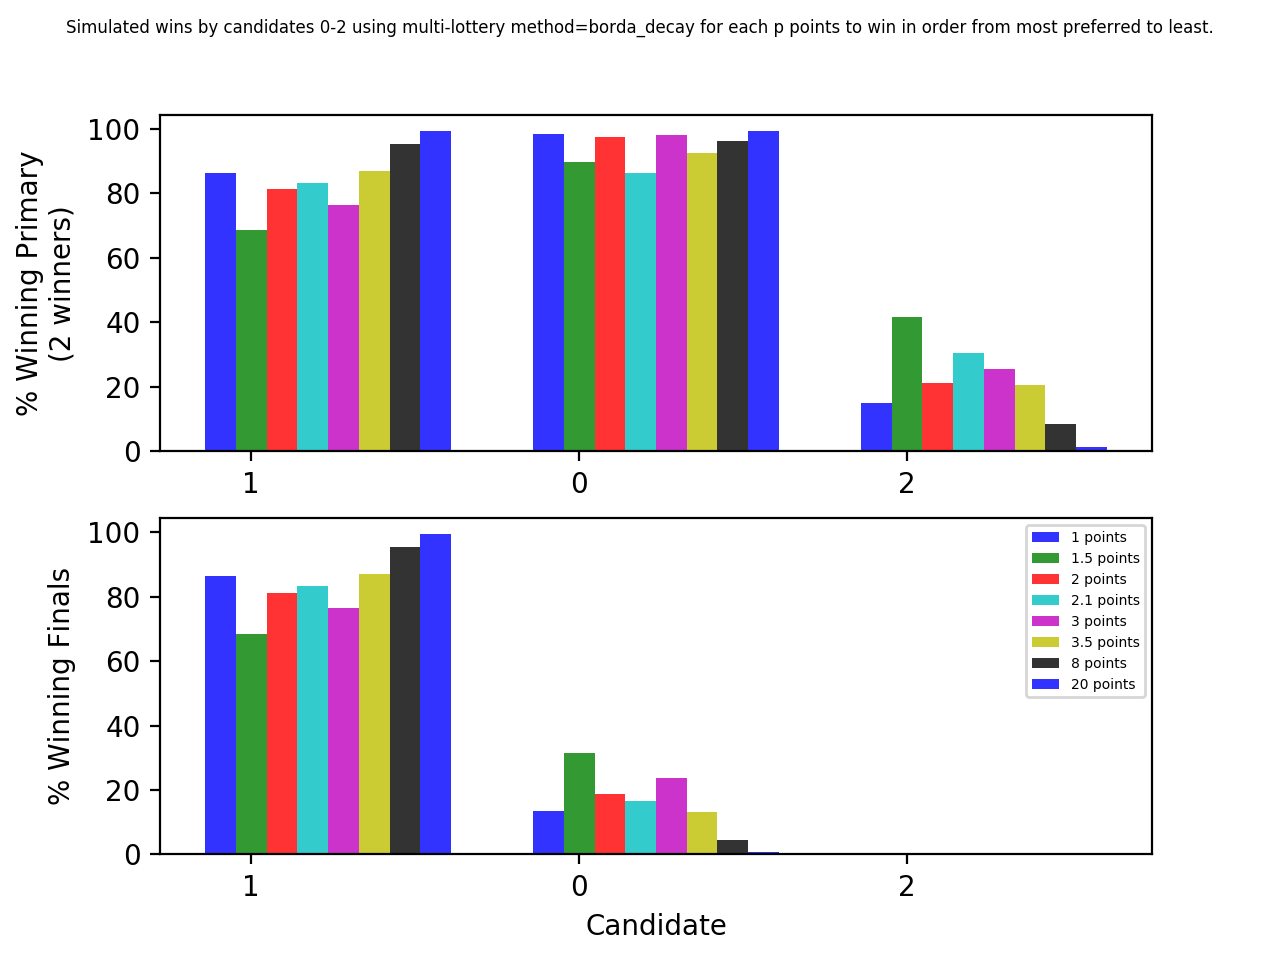 Simulated wins by candidates 0-2 using multi-lottery method=borda_decay for each p points to win in order from most preferred to least.
% Winning Primary
(2 winners)
100
80
60
40
20
0
1
0
2
% Winning Finals
100
80
60
40
20
0
1 points
1.5 points
2 points
2.1 points
3 points
3.5 points
8 points
20 points
1
0
2
Candidate